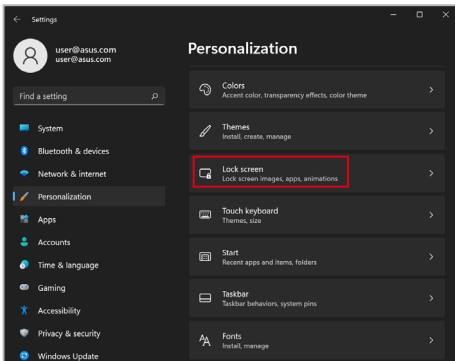 Settings
user@asus.com
user@asus.com
Find a setting
System
Bluetooth & devices
Network & internet
Personalization
Apps
Accounts
Time & language
Gaming
Accessibility
Privacy & security
Windows Update
Personalization
Colors
Accent color, transparency effects, color theme
Themes
Install, create, manage
Lock screen
Lock screen images, apps, animations
Touch keyboard
Themes, size
Start
Recent apps and items, folders
Taskbar
Taskbar behaviors, system pins
Fonts
Install, manage